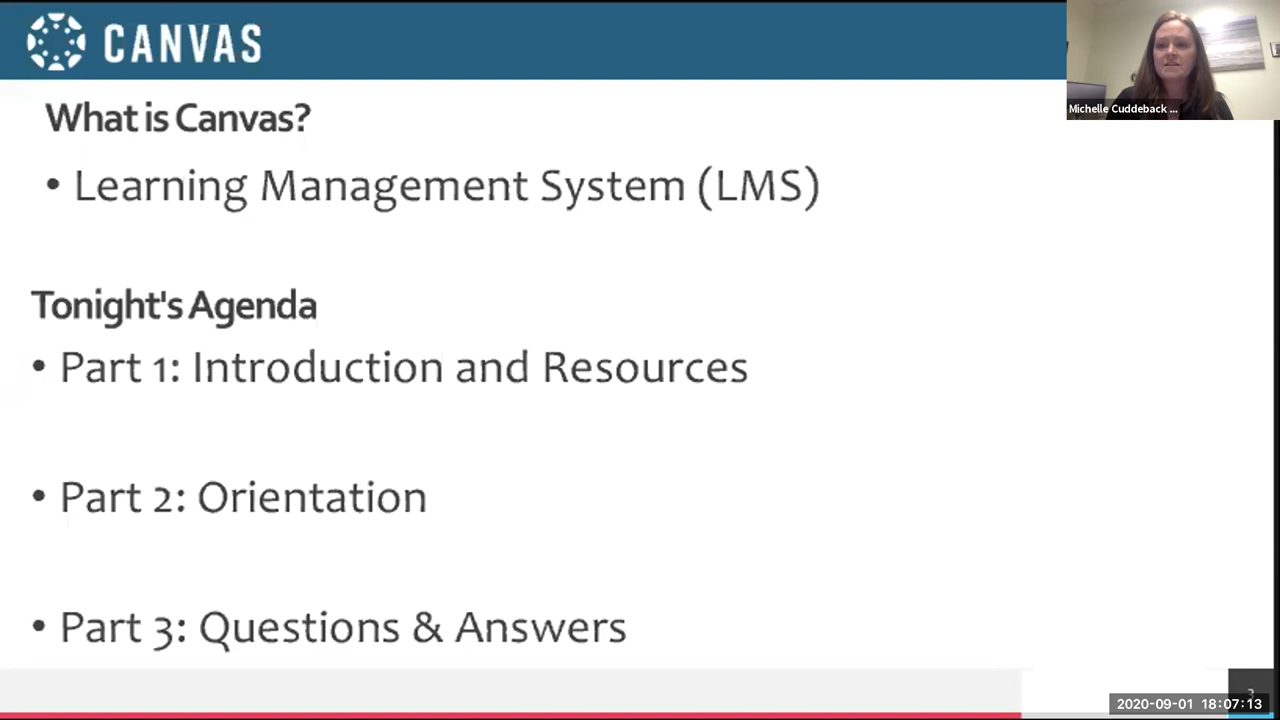 CANVAS
Michelle Cuddeback ...
What is Canvas?
• Learning Management System (LMS)
Tonight's Agenda
• Part 1: Introduction and Resources
• Part 2: Orientation
• Part 3: Questions & Answers
3
2020-09-01 18:07:13